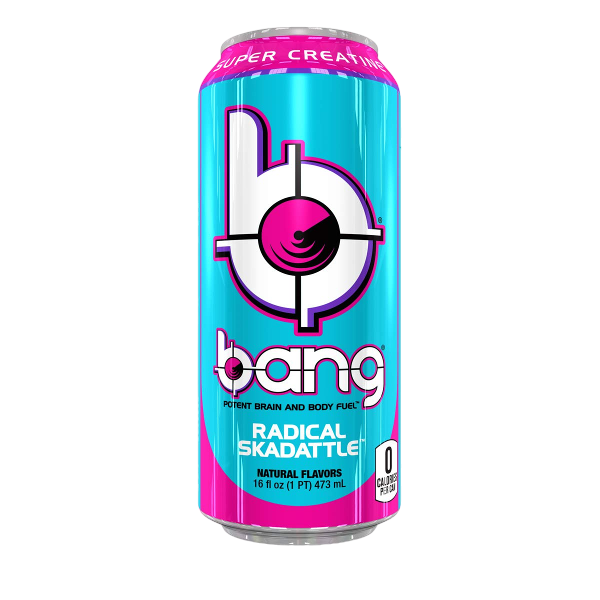 SUPER CREATINE
b
®
bang®
POTENT BRAIN AND BODY FUEL™
RADICAL
SKADATTLE™
NATURAL FLAVORS
16 fl oz (1 PT) 473 mL
0
CALORIES
PER CAN